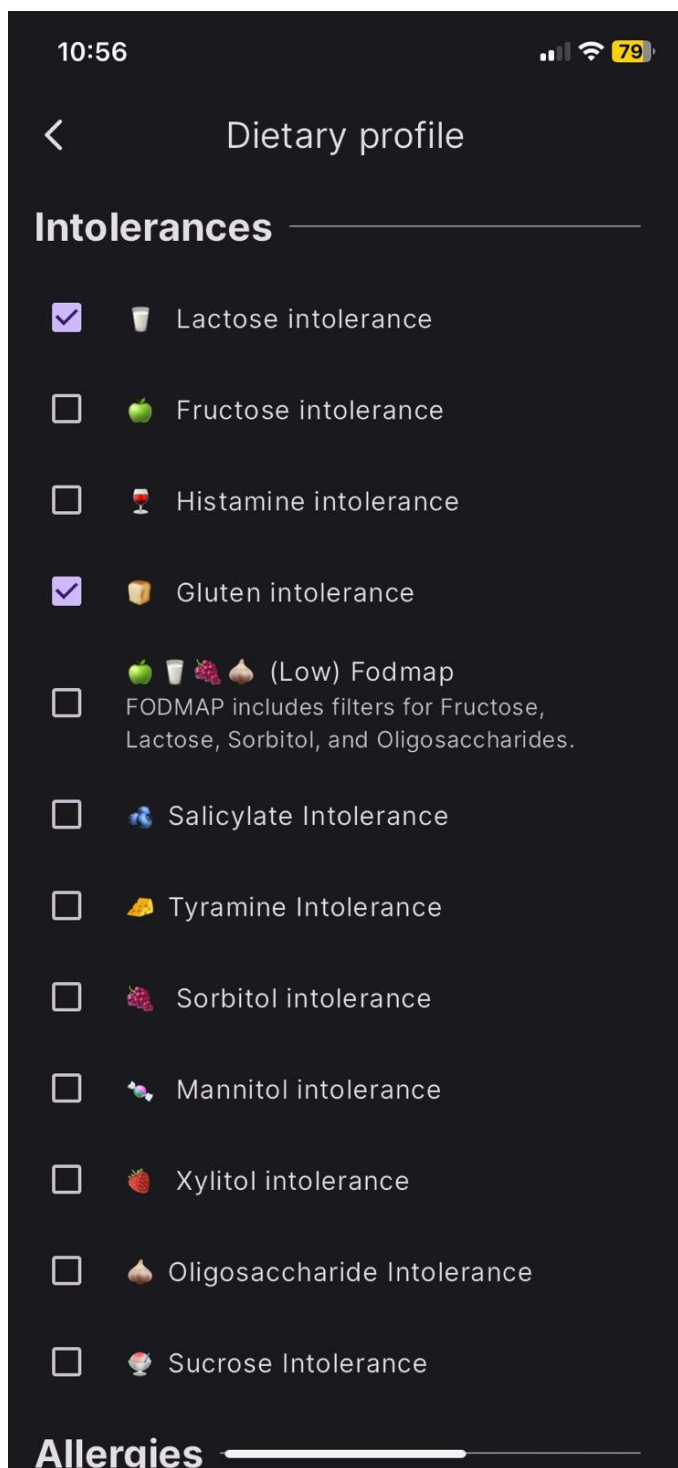 10:56
79
Dietary profile
Intolerances
Lactose intolerance
Fructose intolerance
Histamine intolerance
Gluten intolerance
(Low) Fodmap
FODMAP includes filters for Fructose,
Lactose, Sorbitol, and Oligosaccharides.
Salicylate Intolerance
Tyramine Intolerance
Sorbitol intolerance
Mannitol intolerance
Xylitol intolerance
Oligosaccharide Intolerance
Sucrose Intolerance
Allergies